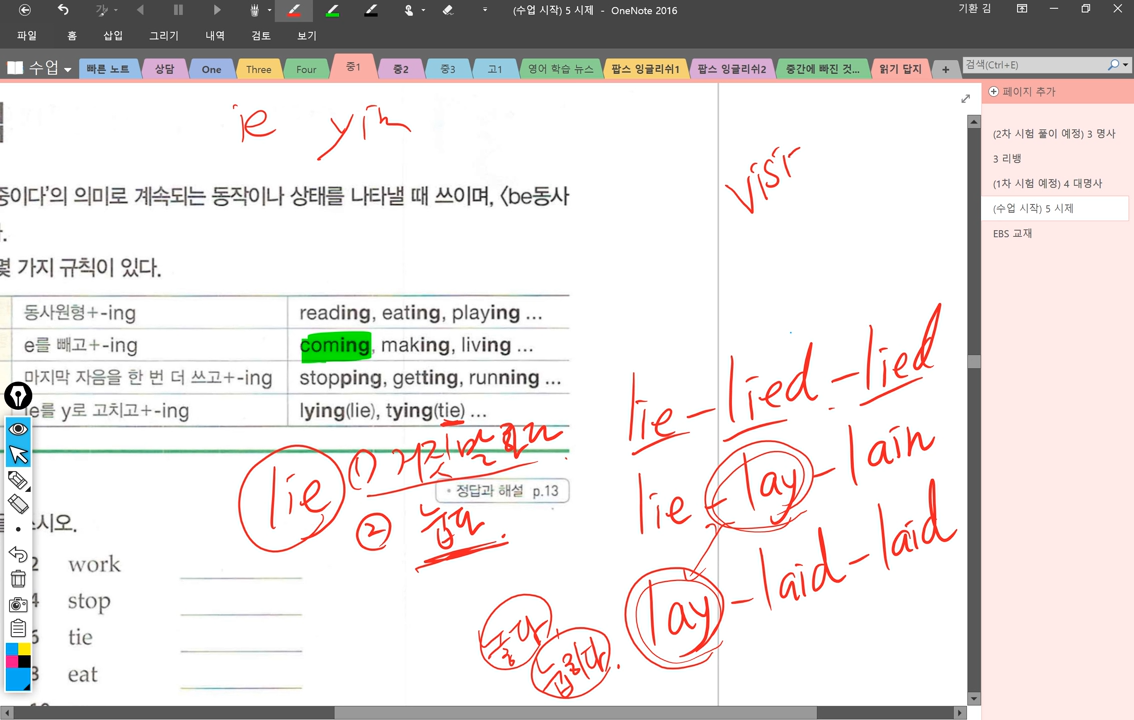 (수업 시작) 5 시제 - OneNote 2016
기환 김
파일 홈 삽입 그리기 내역 검토 보기
수업 빠른 노트 상담 One Three Four 중1 중2 중3 고1 영어 학습 뉴스 팝스 잉글리쉬1 팝스 잉글리쉬2 중간에 빠진 것... 읽기 답지 + 검색(Ctrl+E)
페이지 추가
(2차 시험 풀이 예정) 3 명사
3 리뱅
(1차 시험 예정) 4 대명사
(수업 시작) 5 시제
EBS 교재
ie yin
visit
중이다'의 의미로 계속되는 동작이나 상태를 나타낼 때 쓰이며, <be동사
다.
몇 가지 규칙이 있다.
동사원형+-ing reading, eating, playing ...
e를 빼고+-ing coming, making, living ...
마지막 자음을 한 번 더 쓰고+-ing stopping, getting, running ...
ie를 y로 고치고+-ing lying(lie), tying(tie) ...
lie - lied - lied
lie - lay - lain
lay - laid - laid
lie ① 거짓말하다.
② 눕다.
놓다, 눕히다.
• 정답과 해설 p.13
쓰시오.
2 work
4 stop
6 tie
8 eat